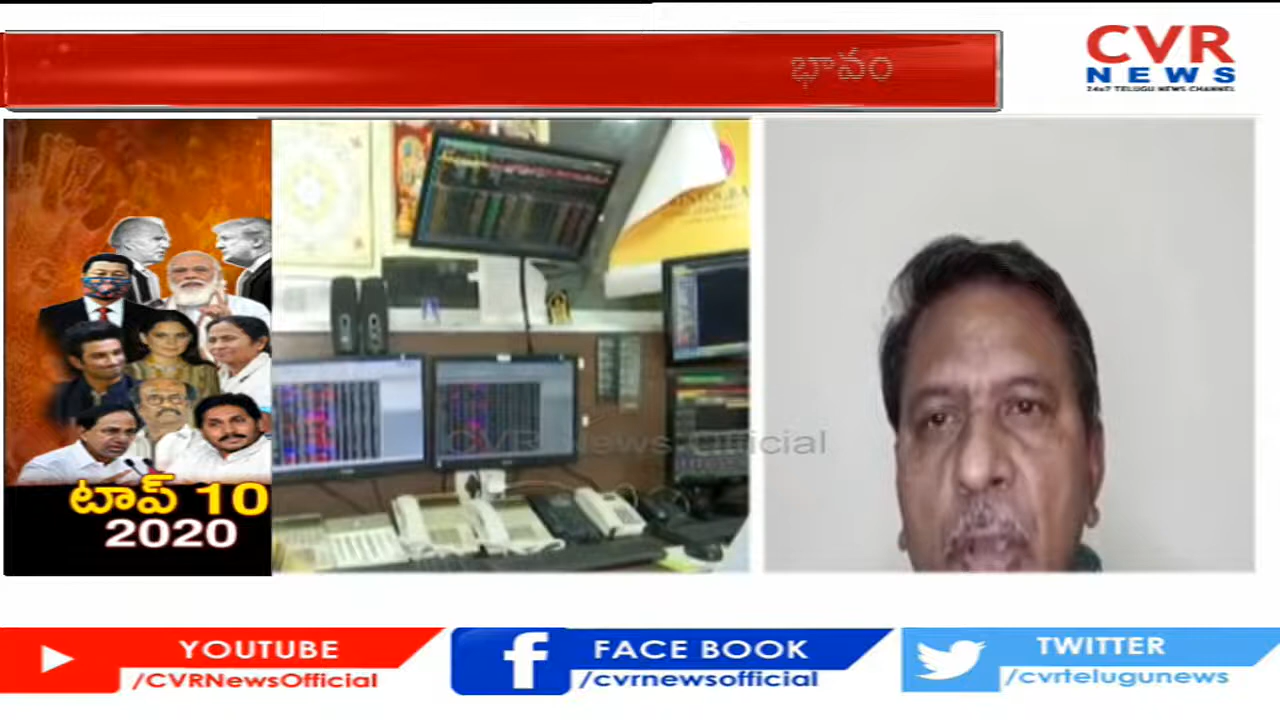 భావం
CVR
NEWS
24x7 TELUGU NEWS CHANNEL
టాప్ 10
2020
CVR News Official
YOUTUBE
/CVRNewsOfficial
FACE BOOK
/cvrnewsofficial
TWITTER
/cvrtelugunews